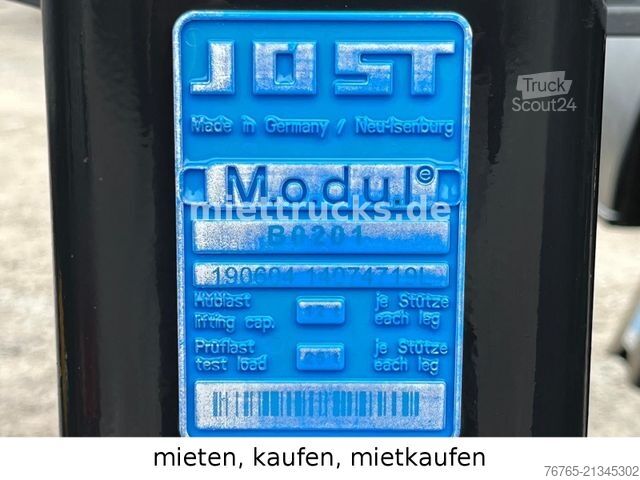 JOST
Truck
Scout24
Made in Germany / Neu-Isenburg
M.o.d.u.l e
miettrucks.de
B0201
Hublast je Stütze
lifting cap. each leg
Prüflast je Stütze
test load each leg
mieten, kaufen, mietkaufen
76765-21345302